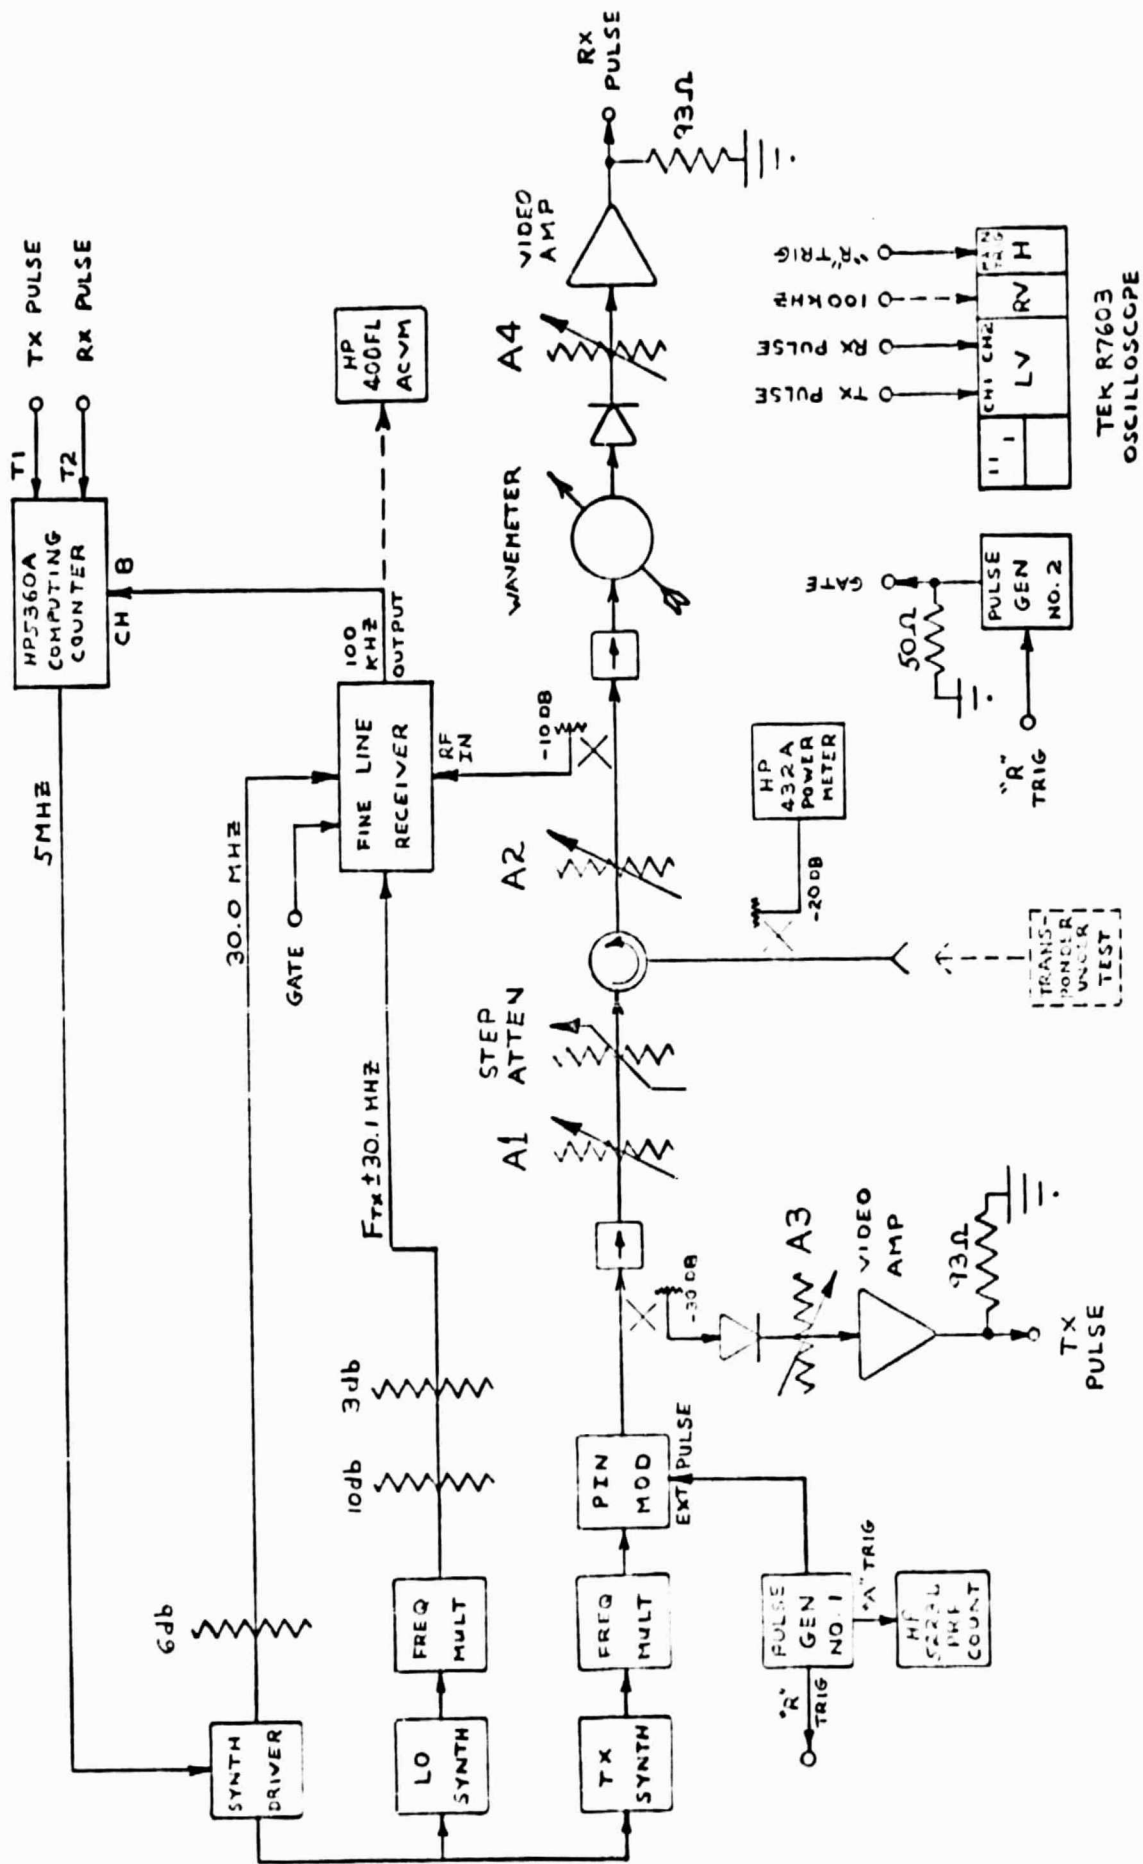 HP5360A
COMPUTING
COUNTER
T1
TX PULSE
T2
RX PULSE
CH B
5MHZ
30.0 MHZ
6db
SYNTH
DRIVER
GATE
FINE LINE
RECEIVER
RF
IN
100
KHZ
OUTPUT
HP
400FL
ACVM
LO
SYNTH
FREQ
MULT
10db
3db
FTX ± 30.1 MHZ
TX
SYNTH
FREQ
MULT
PIN
MOD
EXT PULSE
A1
STEP
ATTEN
A2
-10DB
WAVEMETER
A4
VIDEO
AMP
RX
PULSE
93Ω
-30DB
A3
VIDEO
AMP
93Ω
TX
PULSE
-20DB
HP
432A
POWER
METER
TRANS-
PONDER
UNDER
TEST
"R"
TRIG
PULSE
GEN
NO.1
"A" TRIG
HP
5223L
PRF
COUNT
"R"
TRIG
PULSE
GEN
NO.2
50Ω
GATE
TX PULSE
RX PULSE
100KHZ
"R" TRIG
CH1 CH2
LV
RV
H
TEK R7603
OSCILLOSCOPE